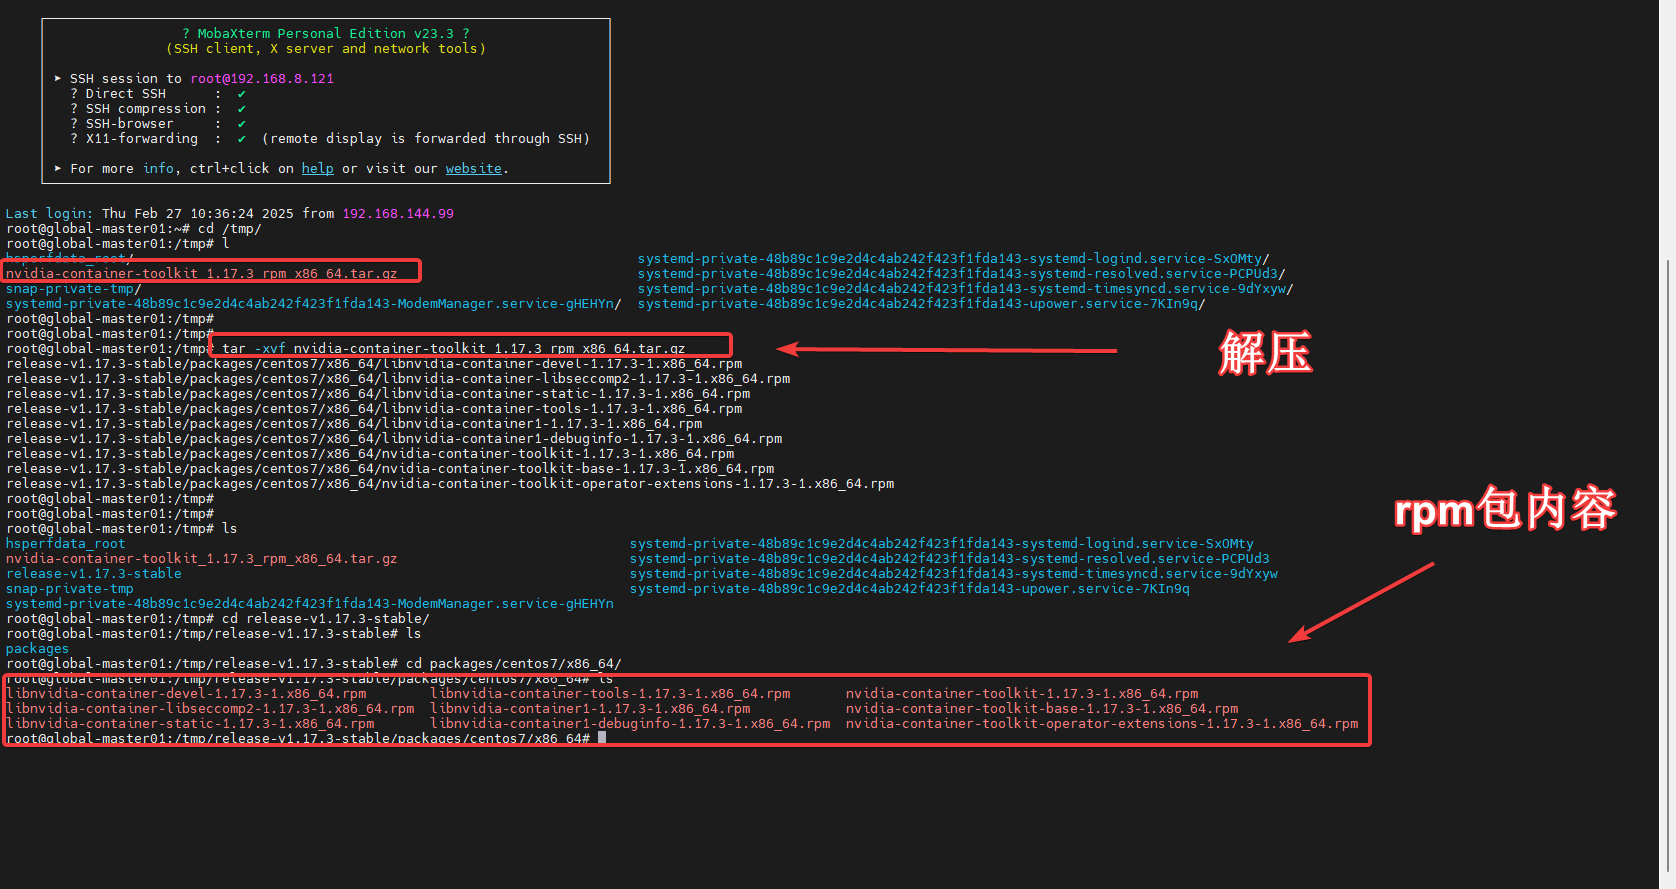 ? MobaXterm Personal Edition v23.3 ?
(SSH client, X server and network tools)
➤ SSH session to root@192.168.8.121
? Direct SSH : ✔
? SSH compression : ✔
? SSH-browser : ✔
? X11-forwarding : ✔ (remote display is forwarded through SSH)
➤ For more info, ctrl+click on help or visit our website.
Last login: Thu Feb 27 10:36:24 2025 from 192.168.144.99
root@global-master01:~# cd /tmp/
root@global-master01:/tmp# l
hsperfdata_root/ systemd-private-48b89c1c9e2d4c4ab242f423f1fda143-systemd-logind.service-SxOMty/
nvidia-container-toolkit_1.17.3_rpm_x86_64.tar.gz systemd-private-48b89c1c9e2d4c4ab242f423f1fda143-systemd-resolved.service-PCPUd3/
snap-private-tmp/ systemd-private-48b89c1c9e2d4c4ab242f423f1fda143-systemd-timesyncd.service-9dYxyw/
systemd-private-48b89c1c9e2d4c4ab242f423f1fda143-ModemManager.service-gHEHYn/ systemd-private-48b89c1c9e2d4c4ab242f423f1fda143-upower.service-7KIn9q/
root@global-master01:/tmp#
root@global-master01:/tmp#
root@global-master01:/tmp# tar -xvf nvidia-container-toolkit_1.17.3_rpm_x86_64.tar.gz
解压
release-v1.17.3-stable/packages/centos7/x86_64/libnvidia-container-devel-1.17.3-1.x86_64.rpm
release-v1.17.3-stable/packages/centos7/x86_64/libnvidia-container-libseccomp2-1.17.3-1.x86_64.rpm
release-v1.17.3-stable/packages/centos7/x86_64/libnvidia-container-static-1.17.3-1.x86_64.rpm
release-v1.17.3-stable/packages/centos7/x86_64/libnvidia-container-tools-1.17.3-1.x86_64.rpm
release-v1.17.3-stable/packages/centos7/x86_64/libnvidia-container1-1.17.3-1.x86_64.rpm
release-v1.17.3-stable/packages/centos7/x86_64/libnvidia-container1-debuginfo-1.17.3-1.x86_64.rpm
release-v1.17.3-stable/packages/centos7/x86_64/nvidia-container-toolkit-1.17.3-1.x86_64.rpm
release-v1.17.3-stable/packages/centos7/x86_64/nvidia-container-toolkit-base-1.17.3-1.x86_64.rpm
release-v1.17.3-stable/packages/centos7/x86_64/nvidia-container-toolkit-operator-extensions-1.17.3-1.x86_64.rpm
root@global-master01:/tmp#
root@global-master01:/tmp#
rpm包内容
root@global-master01:/tmp# ls
hsperfdata_root systemd-private-48b89c1c9e2d4c4ab242f423f1fda143-systemd-logind.service-SxOMty
nvidia-container-toolkit_1.17.3_rpm_x86_64.tar.gz systemd-private-48b89c1c9e2d4c4ab242f423f1fda143-systemd-resolved.service-PCPUd3
release-v1.17.3-stable systemd-private-48b89c1c9e2d4c4ab242f423f1fda143-systemd-timesyncd.service-9dYxyw
snap-private-tmp systemd-private-48b89c1c9e2d4c4ab242f423f1fda143-upower.service-7KIn9q
systemd-private-48b89c1c9e2d4c4ab242f423f1fda143-ModemManager.service-gHEHYn
root@global-master01:/tmp# cd release-v1.17.3-stable/
root@global-master01:/tmp/release-v1.17.3-stable# ls
packages
root@global-master01:/tmp/release-v1.17.3-stable# cd packages/centos7/x86_64/
root@global-master01:/tmp/release-v1.17.3-stable/packages/centos7/x86_64# ls
libnvidia-container-devel-1.17.3-1.x86_64.rpm libnvidia-container-tools-1.17.3-1.x86_64.rpm nvidia-container-toolkit-1.17.3-1.x86_64.rpm
libnvidia-container-libseccomp2-1.17.3-1.x86_64.rpm libnvidia-container1-1.17.3-1.x86_64.rpm nvidia-container-toolkit-base-1.17.3-1.x86_64.rpm
libnvidia-container-static-1.17.3-1.x86_64.rpm libnvidia-container1-debuginfo-1.17.3-1.x86_64.rpm nvidia-container-toolkit-operator-extensions-1.17.3-1.x86_64.rpm
root@global-master01:/tmp/release-v1.17.3-stable/packages/centos7/x86_64#